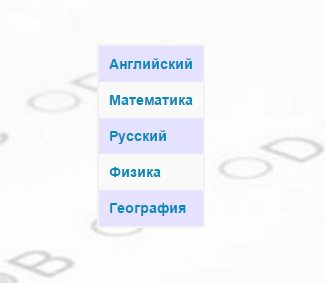 Английский
Математика
Русский
Физика
География